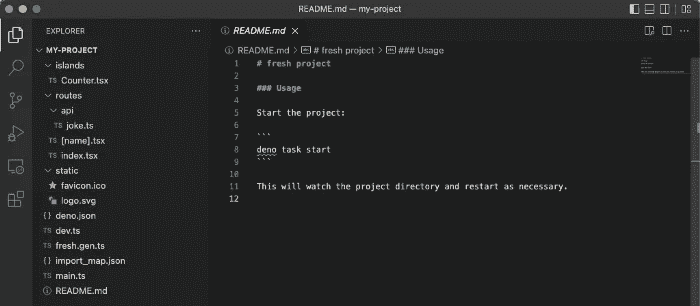 README.md — my-project
EXPLORER
MY-PROJECT
islands
TS Counter.tsx
routes
api
TS joke.ts
TS [name].tsx
TS index.tsx
static
favicon.ico
logo.svg
{ } deno.json
TS dev.ts
TS fresh.gen.ts
{ } import_map.json
TS main.ts
README.md
README.md
README.md > # fresh project > ### Usage
1 # fresh project
2
3 ### Usage
4
5 Start the project:
6
7 ```
8 deno task start
9 ```
10
11 This will watch the project directory and restart as necessary.
12